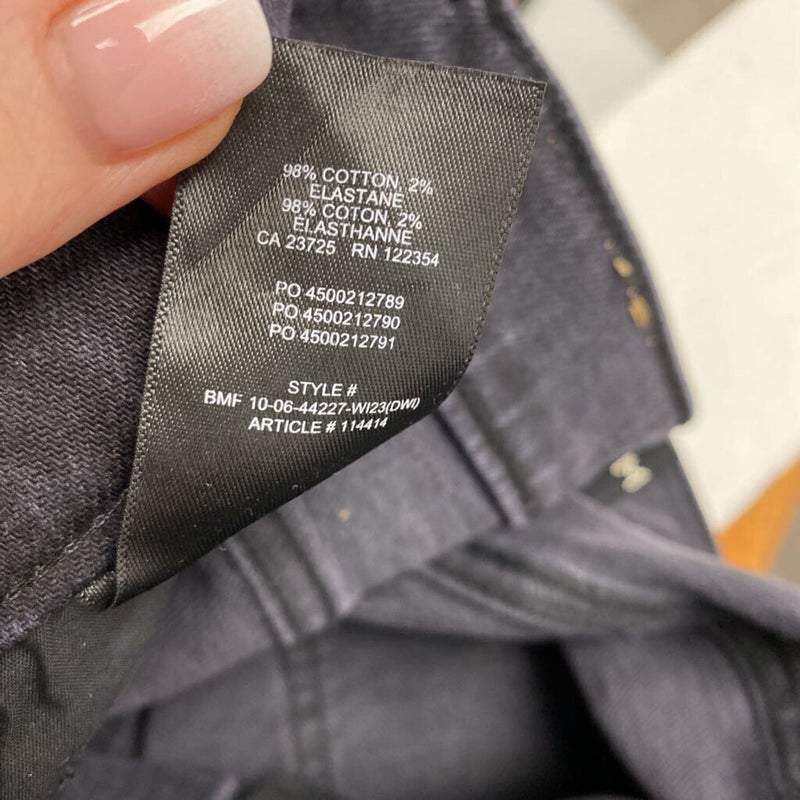 98% COTTON, 2%
ELASTANE
98% COTON, 2%
ELASTHANNE
CA 23725 RN 122354
PO 4500212789
PO 4500212790
PO 4500212791
STYLE #
BMF 10-06-44227-WI23(DWI)
ARTICLE # 114414